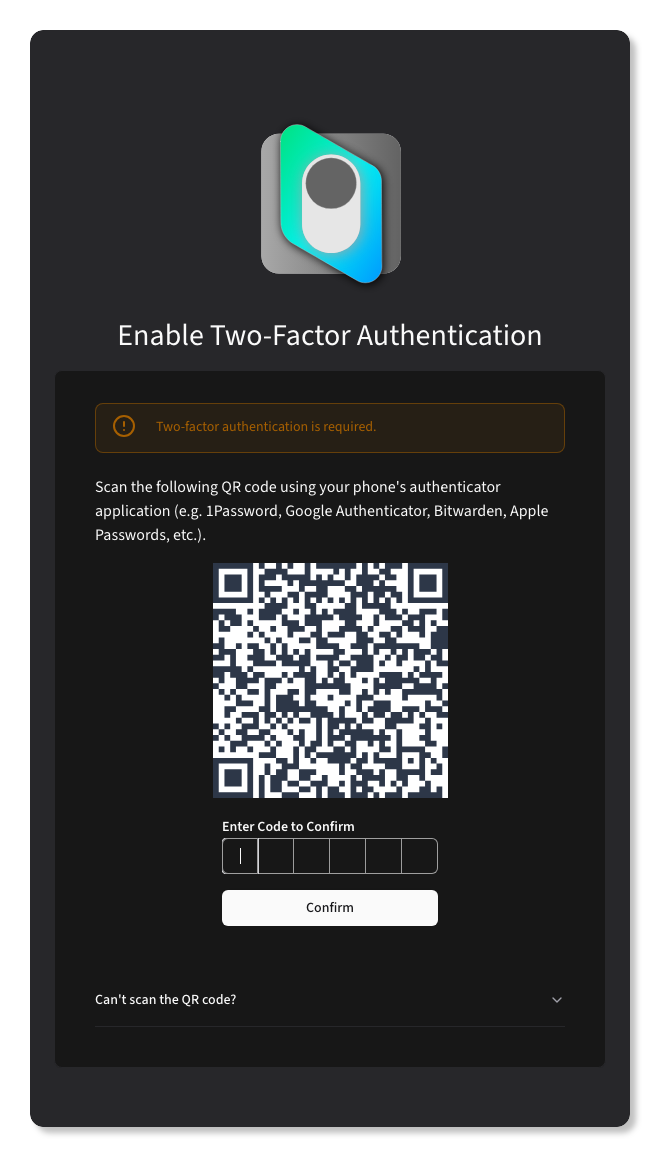 Enable Two-Factor Authentication
Two-factor authentication is required.
Scan the following QR code using your phone's authenticator
application (e.g. 1Password, Google Authenticator, Bitwarden, Apple
Passwords, etc.).
Enter Code to Confirm
Confirm
Can't scan the QR code?